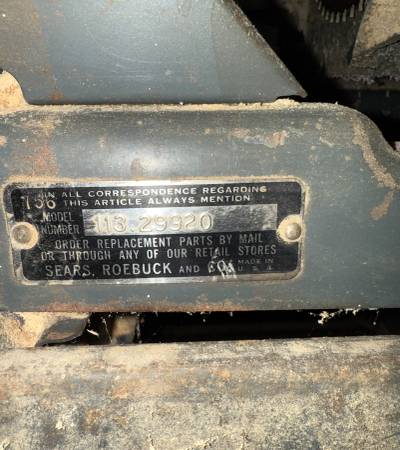 136 IN ALL CORRESPONDENCE REGARDING
THIS ARTICLE ALWAYS MENTION
MODEL NUMBER 113.29920
ORDER REPLACEMENT PARTS BY MAIL
OR THROUGH ANY OF OUR RETAIL STORES
SEARS, ROEBUCK AND CO. MADE IN U.S.A.